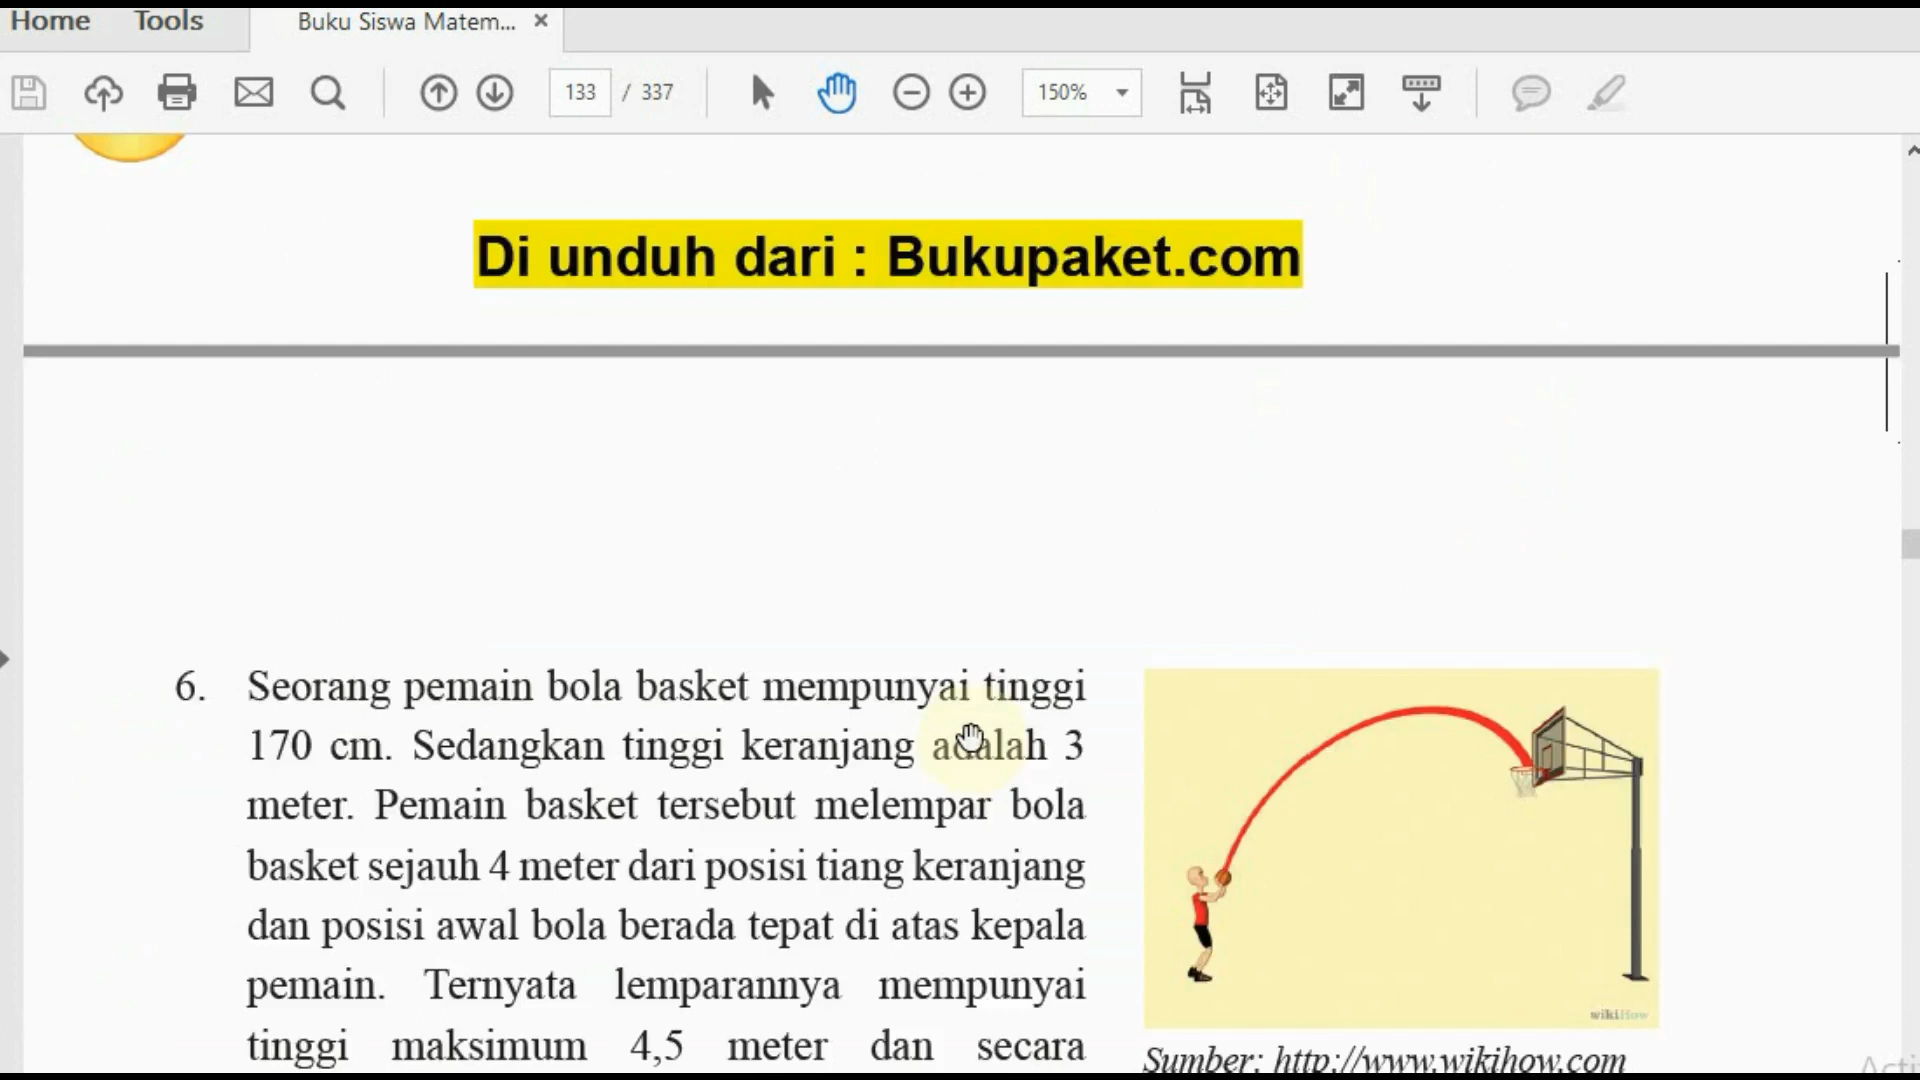 Home Tools Buku Siswa Matem... ×
133 / 337 150%
Di unduh dari : Bukupaket.com
6. Seorang pemain bola basket mempunyai tinggi
170 cm. Sedangkan tinggi keranjang adalah 3
meter. Pemain basket tersebut melempar bola
basket sejauh 4 meter dari posisi tiang keranjang
dan posisi awal bola berada tepat di atas kepala
pemain. Ternyata lemparannya mempunyai
tinggi maksimum 4,5 meter dan secara
wikiHow
Sumber: http://www.wikihow.com
Acti